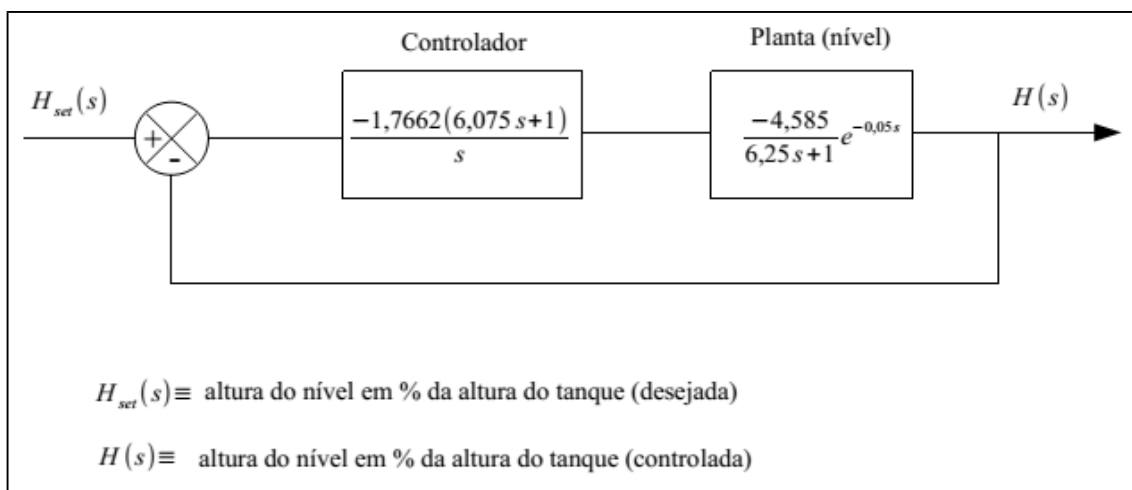 Controlador
Planta (nível)
H_set(s)
+
-
−1,7662(6,075 s+1)
s
−4,585
6,25 s+1
e^−0,05s
H(s)
H_set(s)≡ altura do nível em % da altura do tanque (desejada)
H(s)≡ altura do nível em % da altura do tanque (controlada)